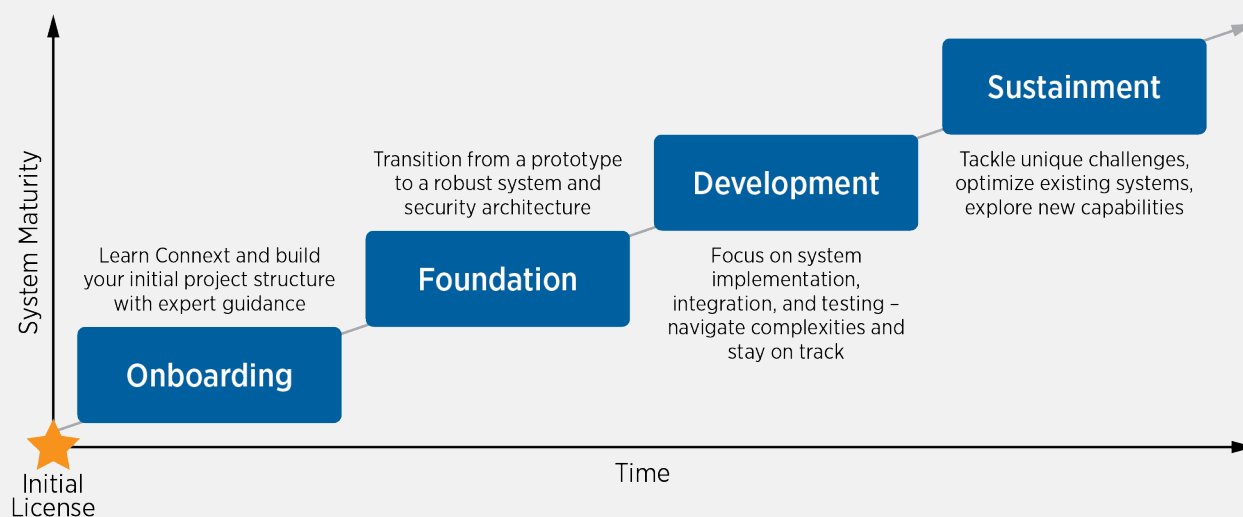 System Maturity
Sustainment
Tackle unique challenges,
optimize existing systems,
explore new capabilities
Transition from a prototype
to a robust system and
security architecture
Development
Focus on system
implementation,
integration, and testing –
navigate complexities and
stay on track
Learn Connext and build
your initial project structure
with expert guidance
Foundation
Onboarding
Initial
License
Time